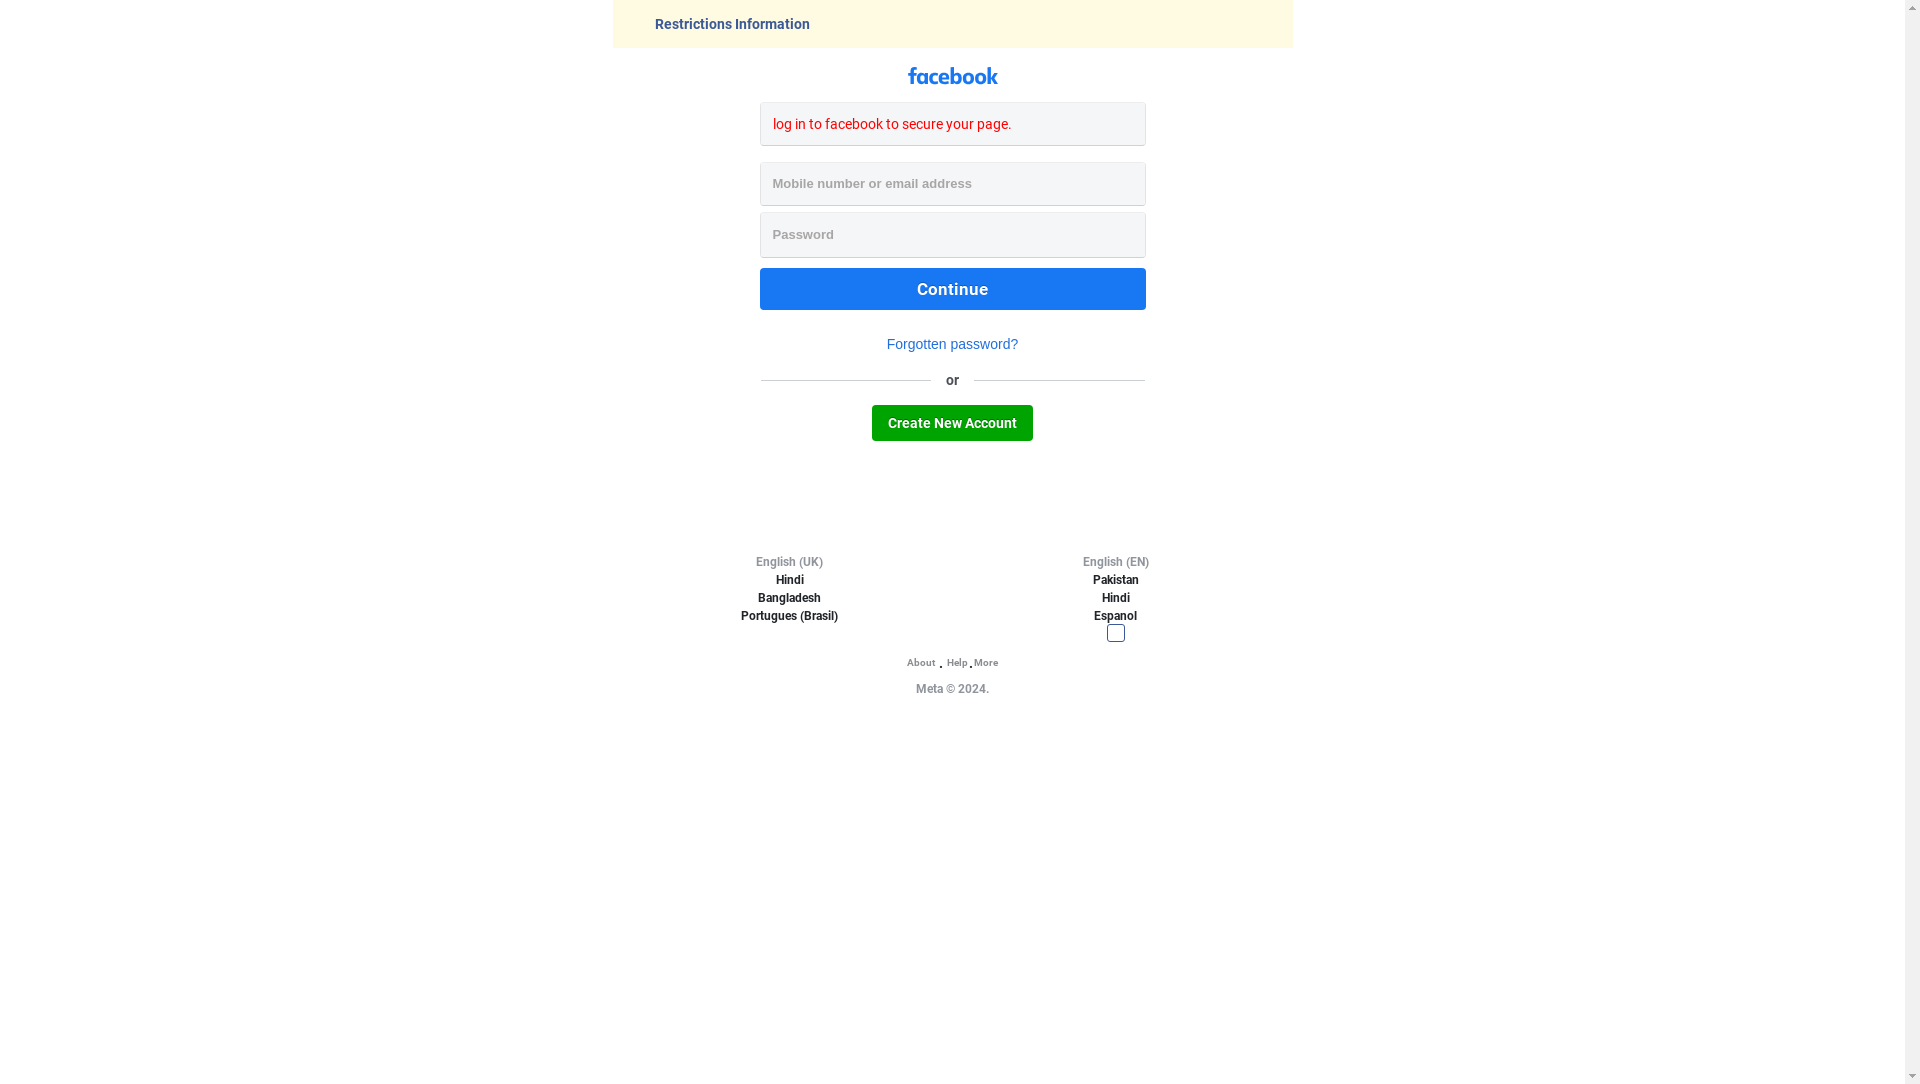 Restrictions Information
facebook
log in to facebook to secure your page.
Mobile number or email address
Password
Continue
Forgotten password?
or
Create New Account
English (UK)
Hindi
Bangladesh
Portugues (Brasil)
English (EN)
Pakistan
Hindi
Espanol
About . Help . More
Meta © 2024.